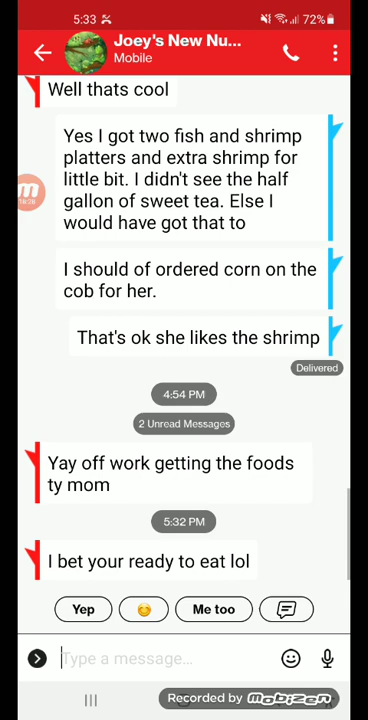 5:33
72%
Joey's New Nu...
Mobile
Well thats cool
Yes I got two fish and shrimp
platters and extra shrimp for
little bit. I didn't see the half
gallon of sweet tea. Else I
would have got that to
I should of ordered corn on the
cob for her.
That's ok she likes the shrimp
Delivered
4:54 PM
2 Unread Messages
Yay off work getting the foods
ty mom
5:32 PM
I bet your ready to eat lol
Yep
Me too
Type a message...
Recorded by mobizen